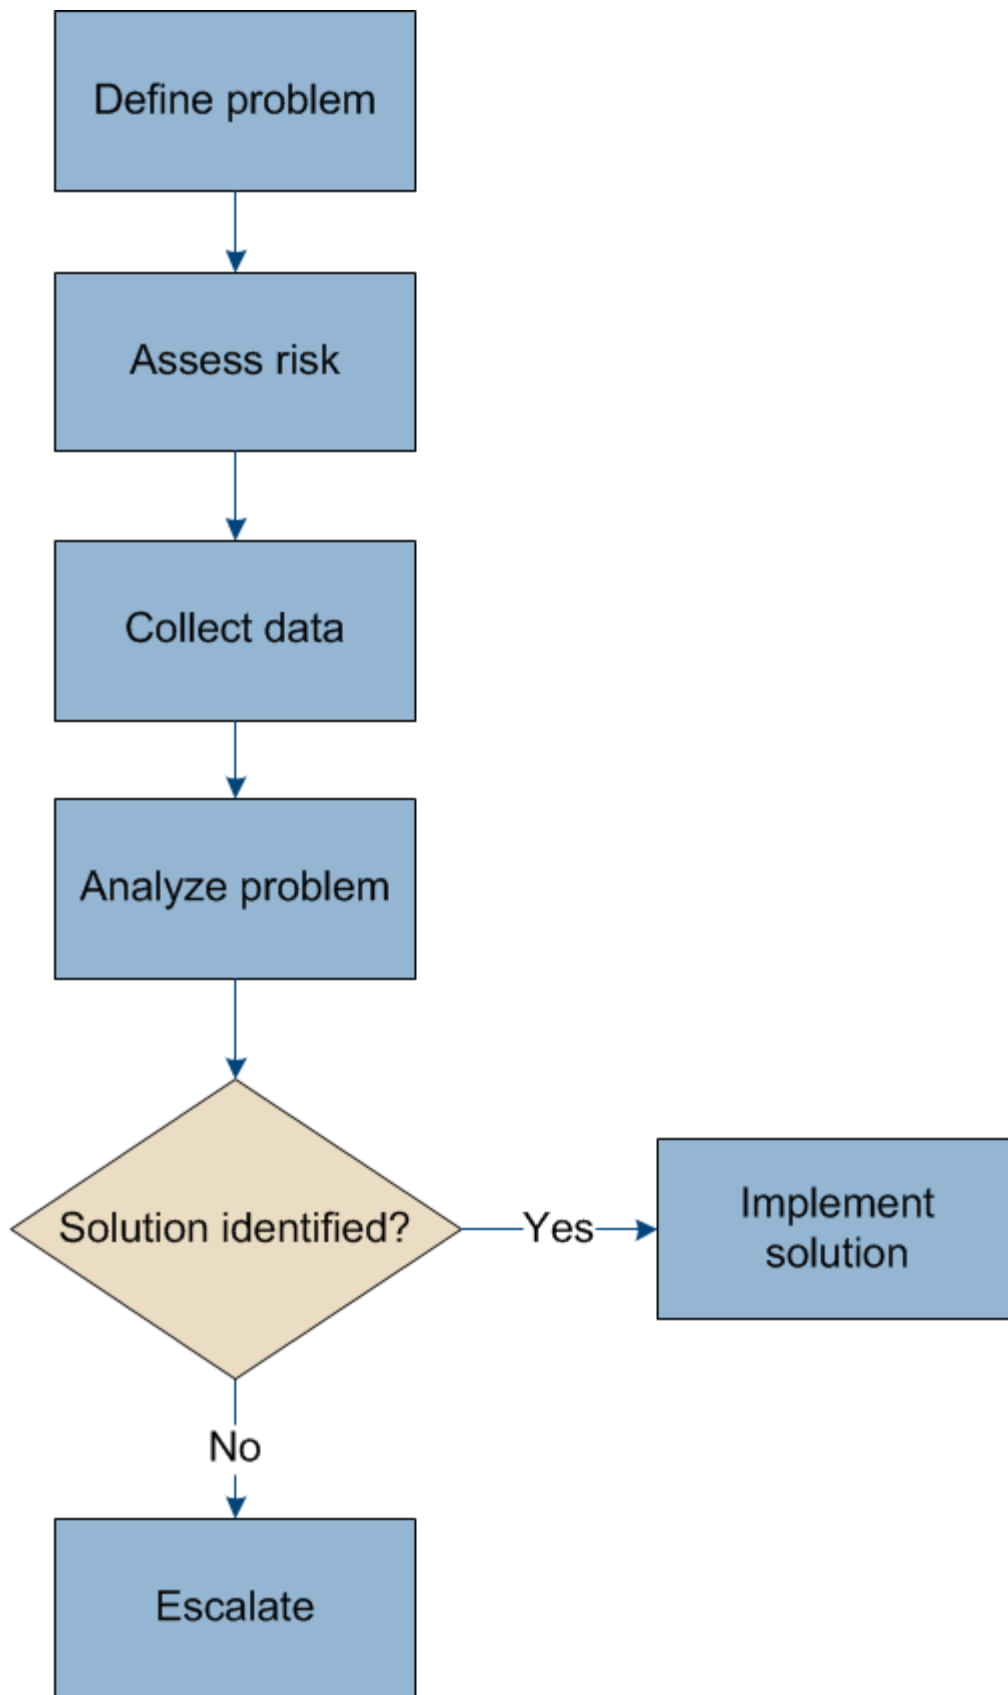 Define problem
Assess risk
Collect data
Analyze problem
Solution identified?
Yes
Implement
solution
No
Escalate